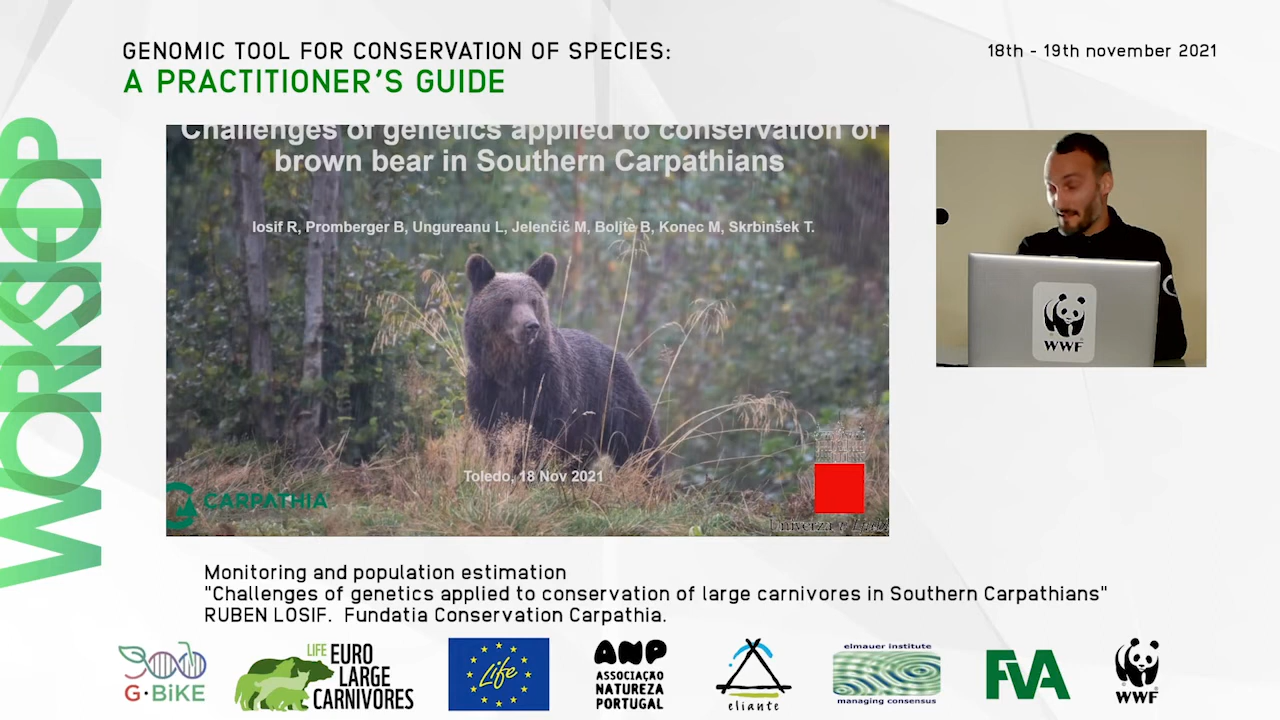 GENOMIC TOOL FOR CONSERVATION OF SPECIES:
A PRACTITIONER'S GUIDE
18th - 19th november 2021
WORKSHOP
Challenges of genetics applied to conservation of
brown bear in Southern Carpathians
Iosif R, Promberger B, Ungureanu L, Jelenčič M, Boljte B, Konec M, Skrbinšek T.
Toledo, 18 Nov 2021
CARPATHIA
Univerza v
WWF
Monitoring and population estimation
"Challenges of genetics applied to conservation of large carnivores in Southern Carpathians"
RUBEN LOSIF. Fundatia Conservation Carpathia.
G·BiKE
LIFE EURO
LARGE
CARNIVORES
Life
ANP
ASSOCIAÇÃO
NATUREZA
PORTUGAL
eliante
elmauer institute
managing consensus
FVA
WWF